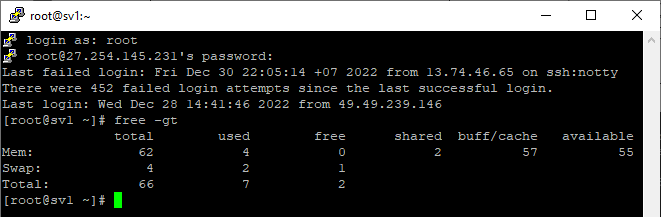 root@sv1:~
login as: root
root@27.254.145.231's password:
Last failed login: Fri Dec 30 22:05:14 +07 2022 from 13.74.46.65 on ssh:notty
There were 452 failed login attempts since the last successful login.
Last login: Wed Dec 28 14:41:46 2022 from 49.49.239.146
[root@sv1 ~]# free -gt
              total        used        free      shared  buff/cache   available
Mem:             62           4           0           2          57          55
Swap:             4           2           1
Total:           66           7           2
[root@sv1 ~]#